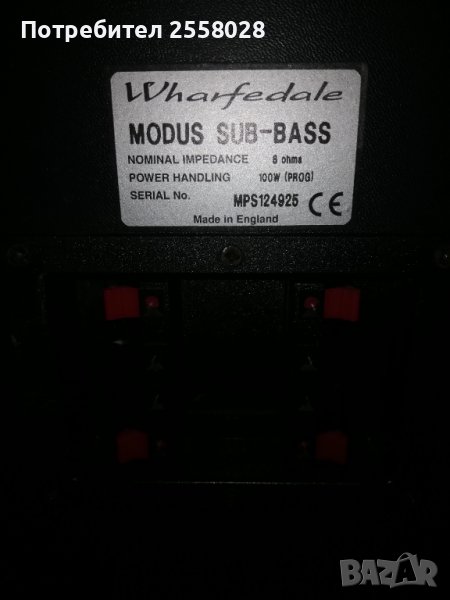 Потребител 2558028
Wharfedale
MODUS SUB-BASS
NOMINAL IMPEDANCE 8 ohms
POWER HANDLING 100W (PROG)
SERIAL No. MPS124925 CE
Made in England
BAZAR